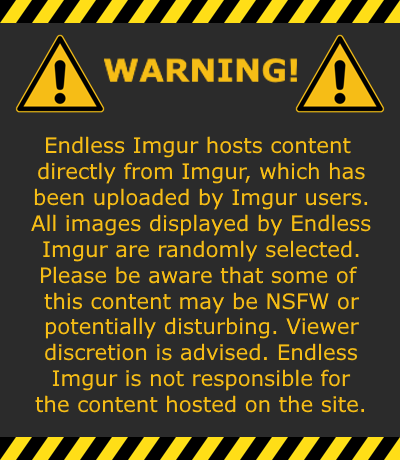 WARNING!
Endless Imgur hosts content
directly from Imgur, which has
been uploaded by Imgur users.
All images displayed by Endless
Imgur are randomly selected.
Please be aware that some of
this content may be NSFW or
potentially disturbing. Viewer
discretion is advised. Endless
Imgur is not responsible for
the content hosted on the site.